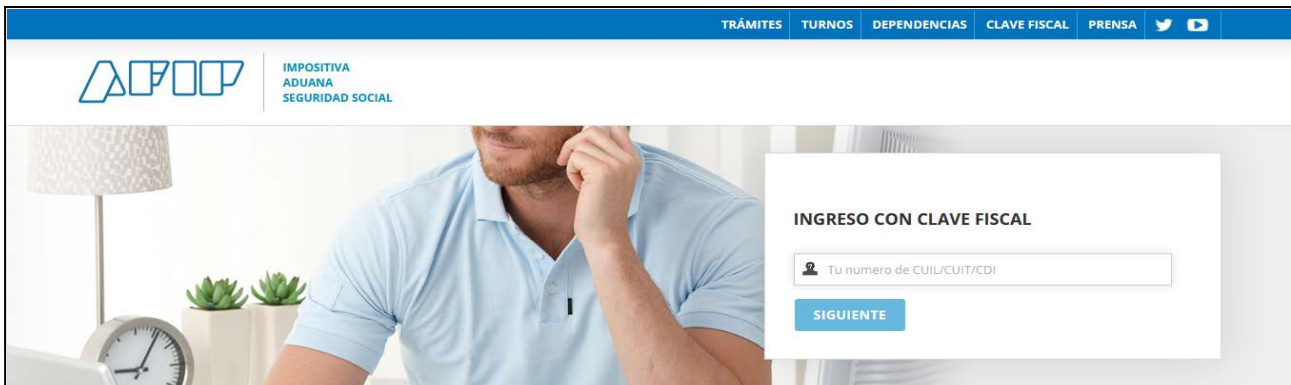 TRÁMITES TURNOS DEPENDENCIAS CLAVE FISCAL PRENSA
AFIP
IMPOSITIVA
ADUANA
SEGURIDAD SOCIAL
INGRESO CON CLAVE FISCAL
Tu numero de CUIL/CUIT/CDI
SIGUIENTE